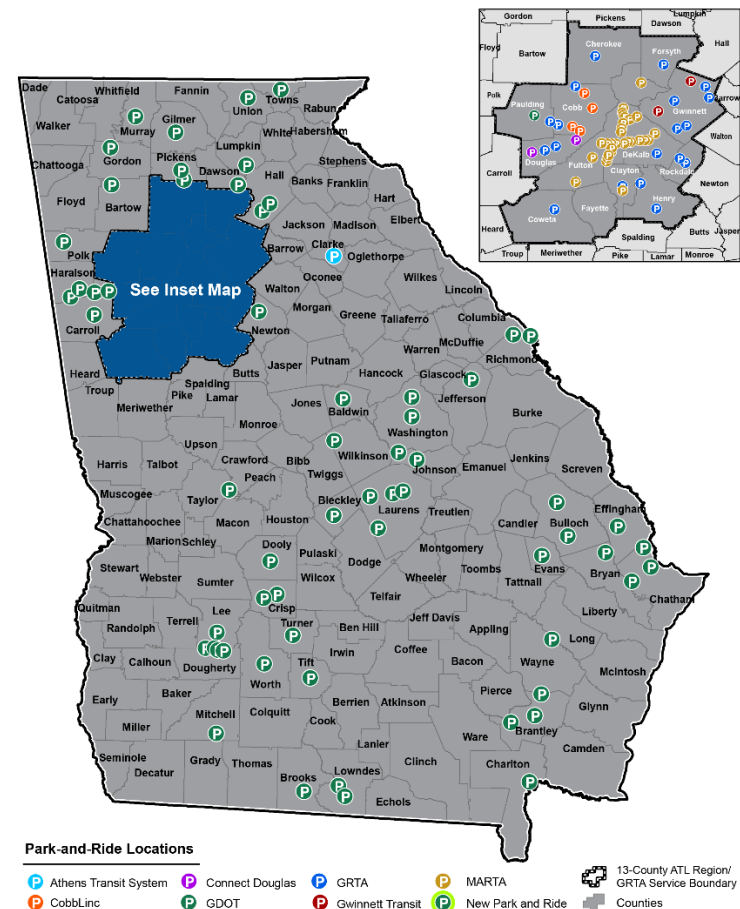 Gordon
Pickens
Lumpkin
Dawson
Hall
Floyd
Bartow
Cherokee
Forsyth
Polk
Paulding
Cobb
Gwinnett
Barrow
Walton
Douglas
DeKalb
Fulton
Clayton
Rockdale
Carroll
Newton
Henry
Coweta
Fayette
Heard
Spalding
Butts
Jasper
Troup
Meriwether
Pike
Lamar
Monroe
Dade
Catoosa
Whitfield
Fannin
Towns
Union
Rabun
Walker
Murray
Gilmer
White
Habersham
Lumpkin
Chattooga
Gordon
Pickens
Dawson
Stephens
Hall
Banks
Franklin
Hart
Floyd
Bartow
Jackson
Madison
Elbert
Barrow
Clarke
Oglethorpe
Polk
Oconee
Wilkes
Haralson
See Inset Map
Walton
Lincoln
Morgan
Greene
Taliaferro
Columbia
Carroll
Newton
McDuffie
Warren
Richmond
Jasper
Putnam
Hancock
Glascock
Heard
Butts
Spalding
Troup
Pike
Lamar
Meriwether
Jones
Baldwin
Jefferson
Burke
Monroe
Washington
Upson
Wilkinson
Jenkins
Harris
Talbot
Crawford
Bibb
Johnson
Emanuel
Screven
Twiggs
Peach
Muscogee
Taylor
Bleckley
Laurens
Treutlen
Effingham
Chattahoochee
Macon
Houston
Candler
Bulloch
Marion
Schley
Dooly
Pulaski
Montgomery
Stewart
Dodge
Toombs
Evans
Bryan
Webster
Sumter
Wilcox
Wheeler
Tattnall
Chatham
Telfair
Quitman
Crisp
Liberty
Lee
Terrell
Turner
Jeff Davis
Randolph
Ben Hill
Appling
Long
Clay
Calhoun
Dougherty
Tift
Irwin
Coffee
Bacon
Wayne
McIntosh
Worth
Early
Baker
Berrien
Atkinson
Pierce
Mitchell
Colquitt
Glynn
Miller
Cook
Ware
Brantley
Lanier
Camden
Seminole
Grady
Thomas
Clinch
Charlton
Decatur
Brooks
Lowndes
Echols
Park-and-Ride Locations
Athens Transit System
Connect Douglas
GRTA
MARTA
13-County ATL Region/
GRTA Service Boundary
CobbLinc
GDOT
Gwinnett Transit
New Park and Ride
Counties